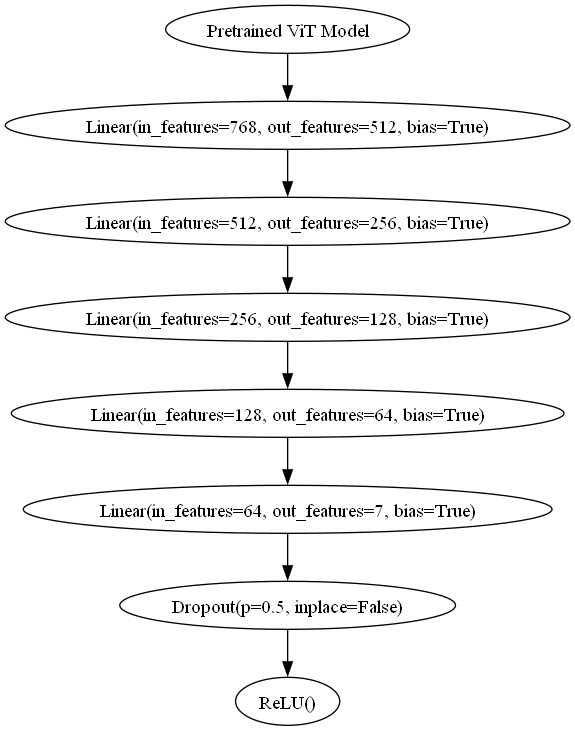 Pretrained ViT Model
Linear(in_features=768, out_features=512, bias=True)
Linear(in_features=512, out_features=256, bias=True)
Linear(in_features=256, out_features=128, bias=True)
Linear(in_features=128, out_features=64, bias=True)
Linear(in_features=64, out_features=7, bias=True)
Dropout(p=0.5, inplace=False)
ReLU()